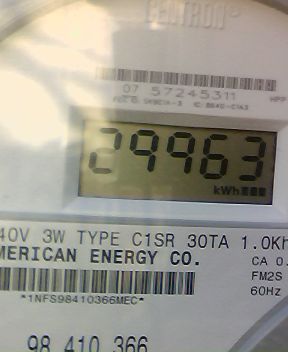 CENTRON®
07 57245311
29963
kWh
40V 3W TYPE C1SR 30TA 1.0Kh
MERICAN ENERGY CO.
CA 0.
FM2S
*1NFS98410366MEC*
60Hz
98 410 366